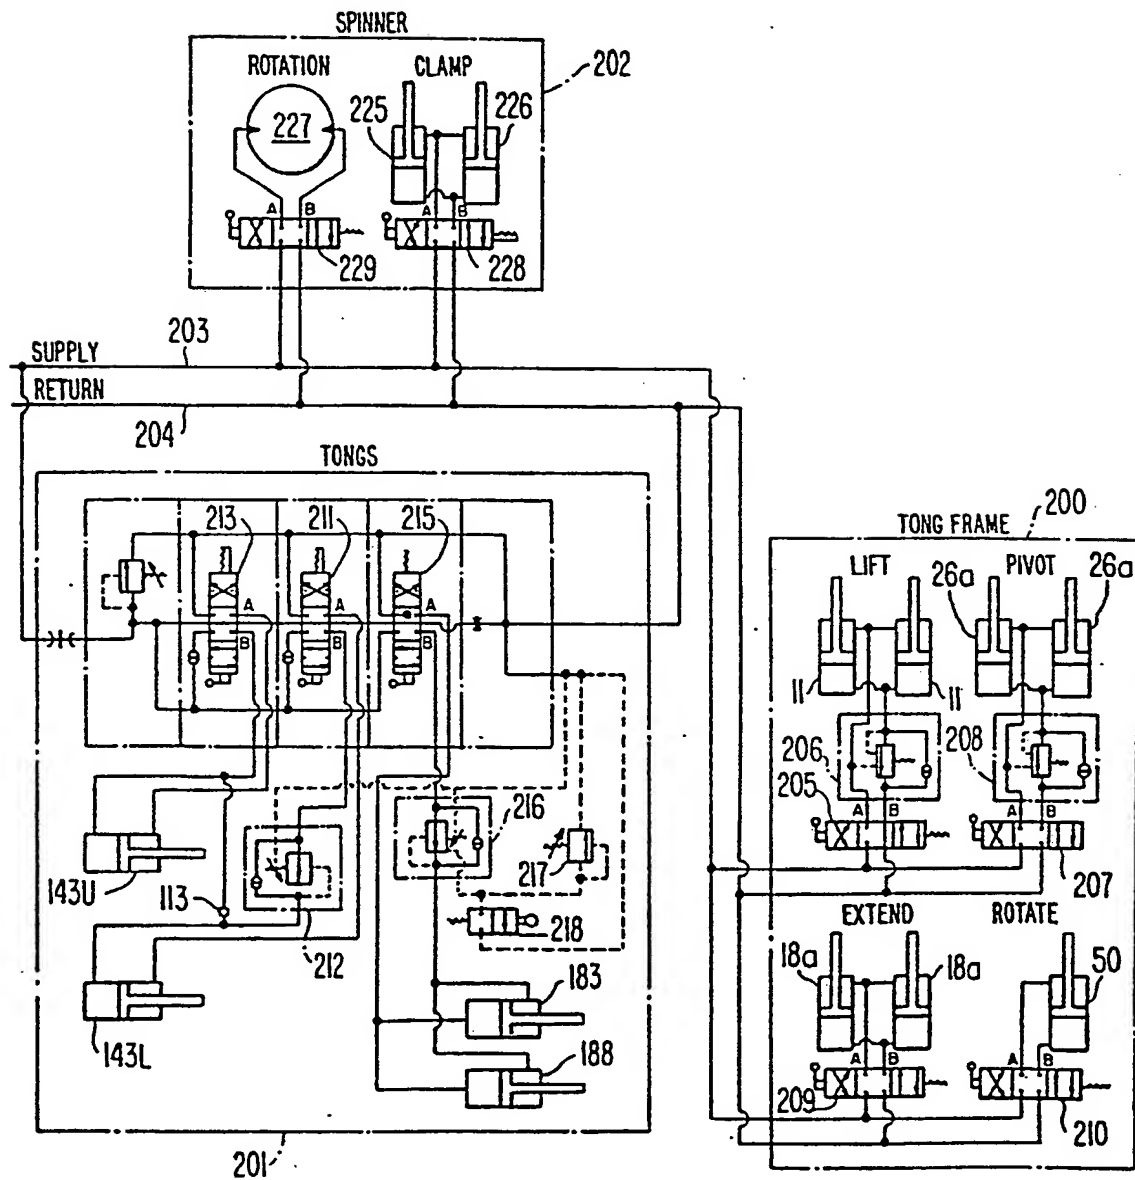 SPINNER
ROTATION
CLAMP
202
225
226
227
A
B
A
B
229
228
203
SUPPLY
RETURN
204
TONGS
213
211
215
A
A
A
B
B
B
200
TONG FRAME
LIFT
PIVOT
26a
26a
11
11
206
208
205
A
B
A
B
207
216
217
218
143U
113
212
EXTEND
ROTATE
18a
18a
50
183
188
143L
A
B
A
B
209
210
201